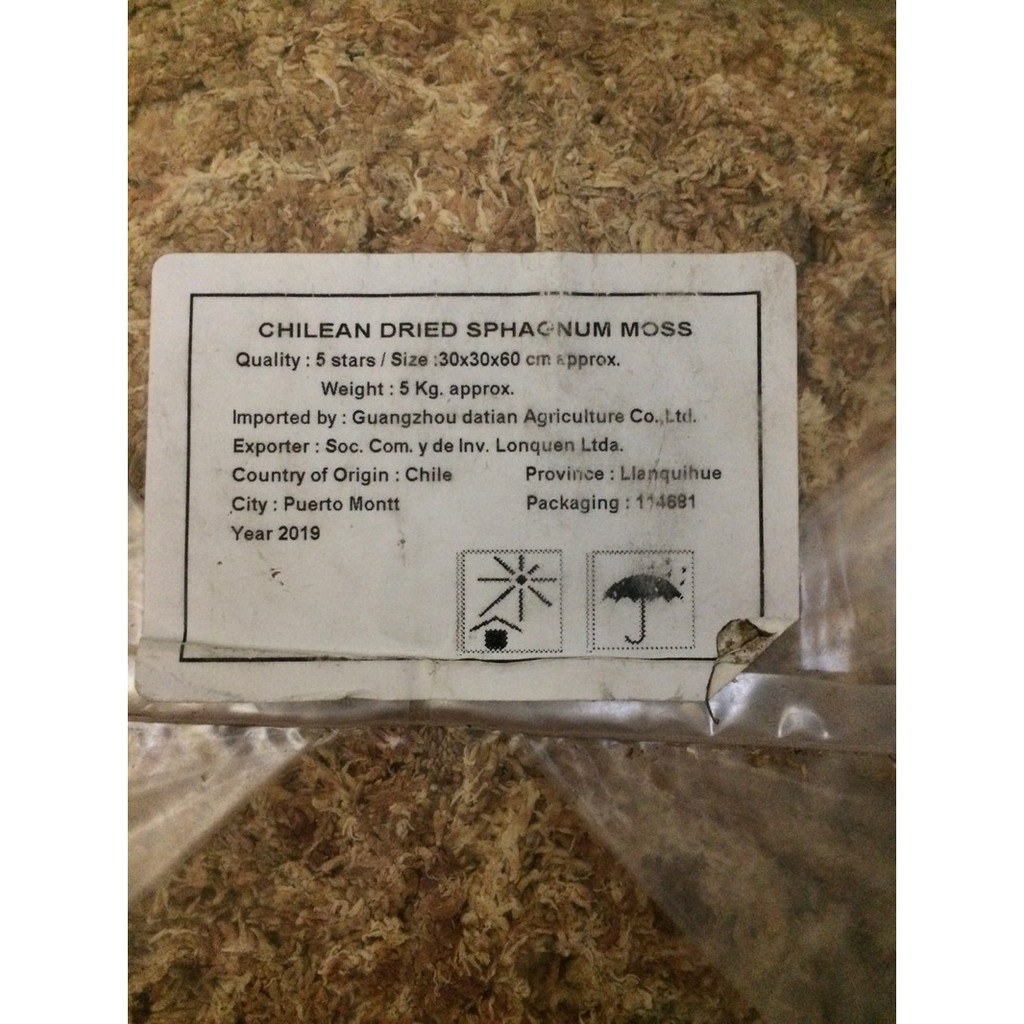 CHILEAN DRIED SPHAGNUM MOSS
Quality : 5 stars / Size :30x30x60 cm approx.
Weight : 5 Kg. approx.
Imported by : Guangzhou datian Agriculture Co.,Ltd.
Exporter : Soc. Com. y de Inv. Lonquen Ltda.
Country of Origin : Chile Province : Llanquihue
City : Puerto Montt Packaging : 114681
Year 2019